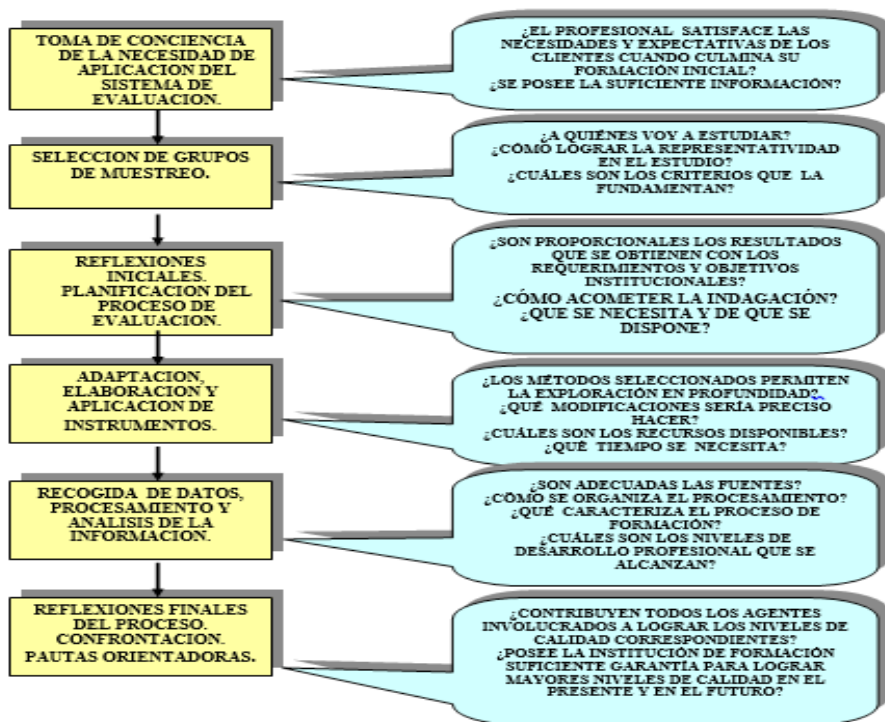 TOMA DE CONCIENCIA
DE LA NECESIDAD DE
APLICACION DEL
SISTEMA DE
EVALUACION.
¿EL PROFESIONAL SATISFACE LAS
NECESIDADES Y EXPECTATIVAS DE LOS
CLIENTES CUANDO CULMINA SU
FORMACIÓN INICIAL?
¿SE POSEE LA SUFICIENTE INFORMACIÓN?
SELECCION DE GRUPOS
DE MUESTREO.
¿A QUIÉNES VOY A ESTUDIAR?
¿CÓMO LOGRAR LA REPRESENTATIVIDAD
EN EL ESTUDIO?
¿CUÁLES SON LOS CRITERIOS QUE LA
FUNDAMENTAN?
REFLEXIONES
INICIALES.
PLANIFICACION DEL
PROCESO DE
EVALUACION.
¿SON PROPORCIONALES LOS RESULTADOS
QUE SE OBTIENEN CON LOS
REQUERIMIENTOS Y OBJETIVOS
INSTITUCIONALES?
¿CÓMO ACOMETER LA INDAGACIÓN?
¿QUE SE NECESITA Y DE QUE SE
DISPONE?
ADAPTACION,
ELABORACION Y
APLICACION DE
INSTRUMENTOS.
¿LOS MÉTODOS SELECCIONADOS PERMITEN
LA EXPLORACIÓN EN PROFUNDIDAD?
¿QUÉ MODIFICACIONES SERÍA PRECISO
HACER?
¿CUÁLES SON LOS RECURSOS DISPONIBLES?
¿QUÉ TIEMPO SE NECESITA?
RECOGIDA DE DATOS,
PROCESAMIENTO Y
ANALISIS DE LA
INFORMACION.
¿SON ADECUADAS LAS FUENTES?
¿CÓMO SE ORGANIZA EL PROCESAMIENTO?
¿QUÉ CARACTERIZA EL PROCESO DE
FORMACIÓN?
¿CUÁLES SON LOS NIVELES DE
DESARROLLO PROFESIONAL QUE SE
ALCANZAN?
REFLEXIONES FINALES
DEL PROCESO.
CONFRONTACION.
PAUTAS ORIENTADORAS.
¿CONTRIBUYEN TODOS LOS AGENTES
INVOLUCRADOS A LOGRAR LOS NIVELES DE
CALIDAD CORRESPONDIENTES?
¿POSEE LA INSTITUCIÓN DE FORMACIÓN
SUFICIENTE GARANTÍA PARA LOGRAR
MAYORES NIVELES DE CALIDAD EN EL
PRESENTE Y EN EL FUTURO?